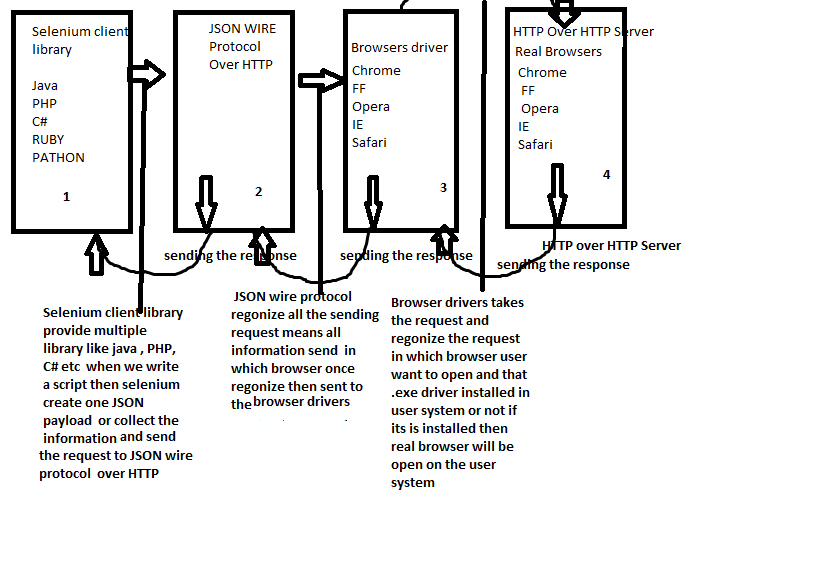 Selenium client
library
Java
PHP
C#
RUBY
PATHON
1
JSON WIRE
Protocol
Over HTTP
2
Browsers driver
Chrome
FF
Opera
IE
Safari
3
HTTP Over HTTP Server
Real Browsers
Chrome
FF
Opera
IE
Safari
4
sending the response
sending the response
HTTP over HTTP Server
sending the response
Selenium client library
provide multiple
library like java , PHP,
C# etc when we write
a script then selenium
create one JSON
payload or collect the
information and send
the request to JSON wire
protocol over HTTP
JSON wire protocol
regonize all the sending
request means all
information send in
which browser once
regonize then sent to
the browser drivers
Browser drivers takes
the request and
regonize the request
in which browser user
want to open and that
.exe driver installed in
user system or not if
its is installed then
real browser will be
open on the user
system